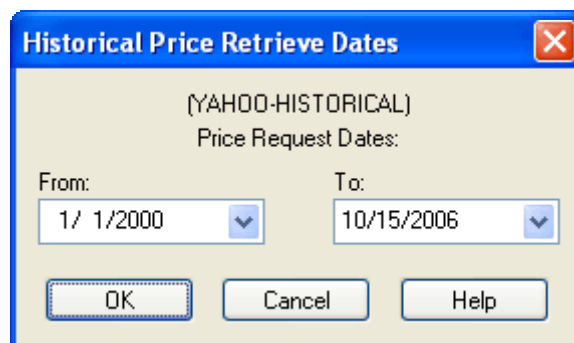 Historical Price Retrieve Dates
(YAHOO-HISTORICAL)
Price Request Dates:
From: To:
1/ 1/2000 10/15/2006
OK Cancel Help